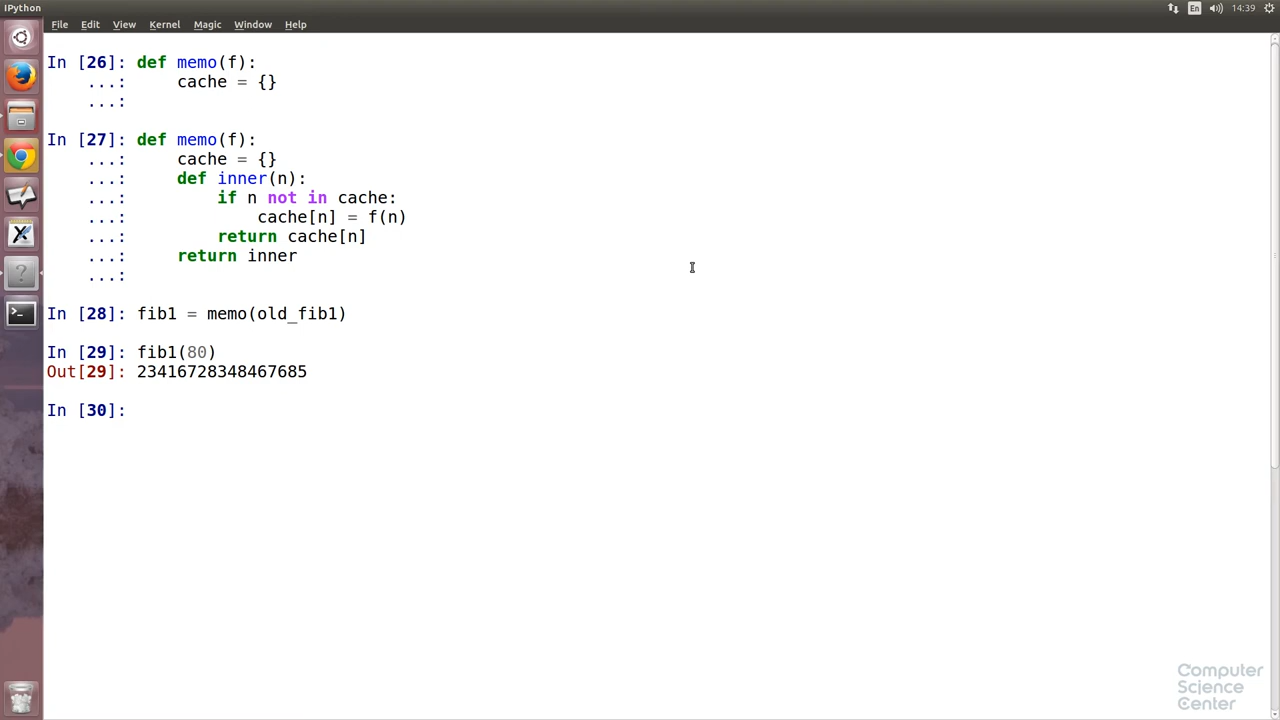 IPython
En
14:39
File Edit View Kernel Magic Window Help
In [26]: def memo(f):
...: cache = {}
...:
In [27]: def memo(f):
...: cache = {}
...: def inner(n):
...: if n not in cache:
...: cache[n] = f(n)
...: return cache[n]
...: return inner
...:
In [28]: fib1 = memo(old_fib1)
In [29]: fib1(80)
Out[29]: 23416728348467685
In [30]:
Computer
Science
Center